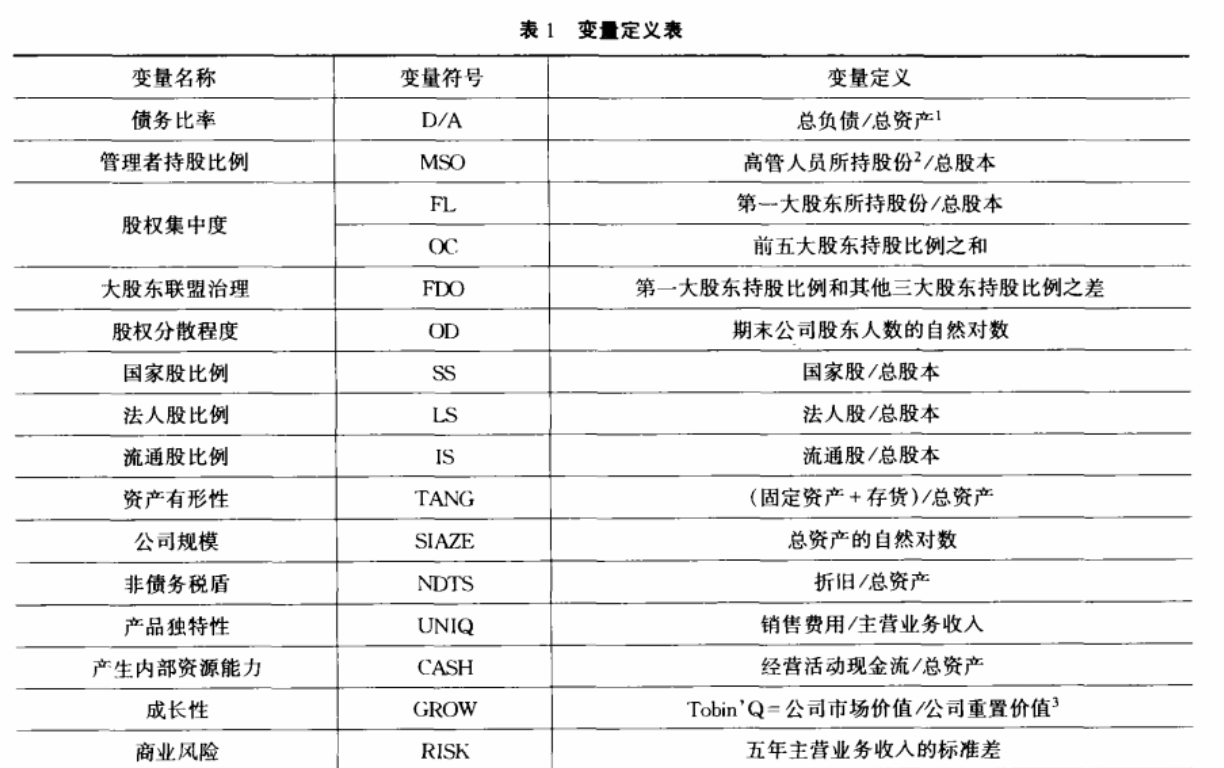 表 1 变量定义表
变量名称 变量符号 变量定义
债务比率 D/A 总负债/总资产1
管理者持股比例 MSO 高管人员所持股份2/总股本
股权集中度 FL 第一大股东所持股份/总股本
OC 前五大股东持股比例之和
大股东联盟治理 FDO 第一大股东持股比例和其他三大股东持股比例之差
股权分散程度 OD 期末公司股东人数的自然对数
国家股比例 SS 国家股/总股本
法人股比例 LS 法人股/总股本
流通股比例 IS 流通股/总股本
资产有形性 TANG (固定资产+存货)/总资产
公司规模 SIAZE 总资产的自然对数
非债务税盾 NDTS 折旧/总资产
产品独特性 UNIQ 销售费用/主营业务收入
产生内部资源能力 CASH 经营活动现金流/总资产
成长性 GROW Tobin'Q=公司市场价值/公司重置价值3
商业风险 RISK 五年主营业务收入的标准差